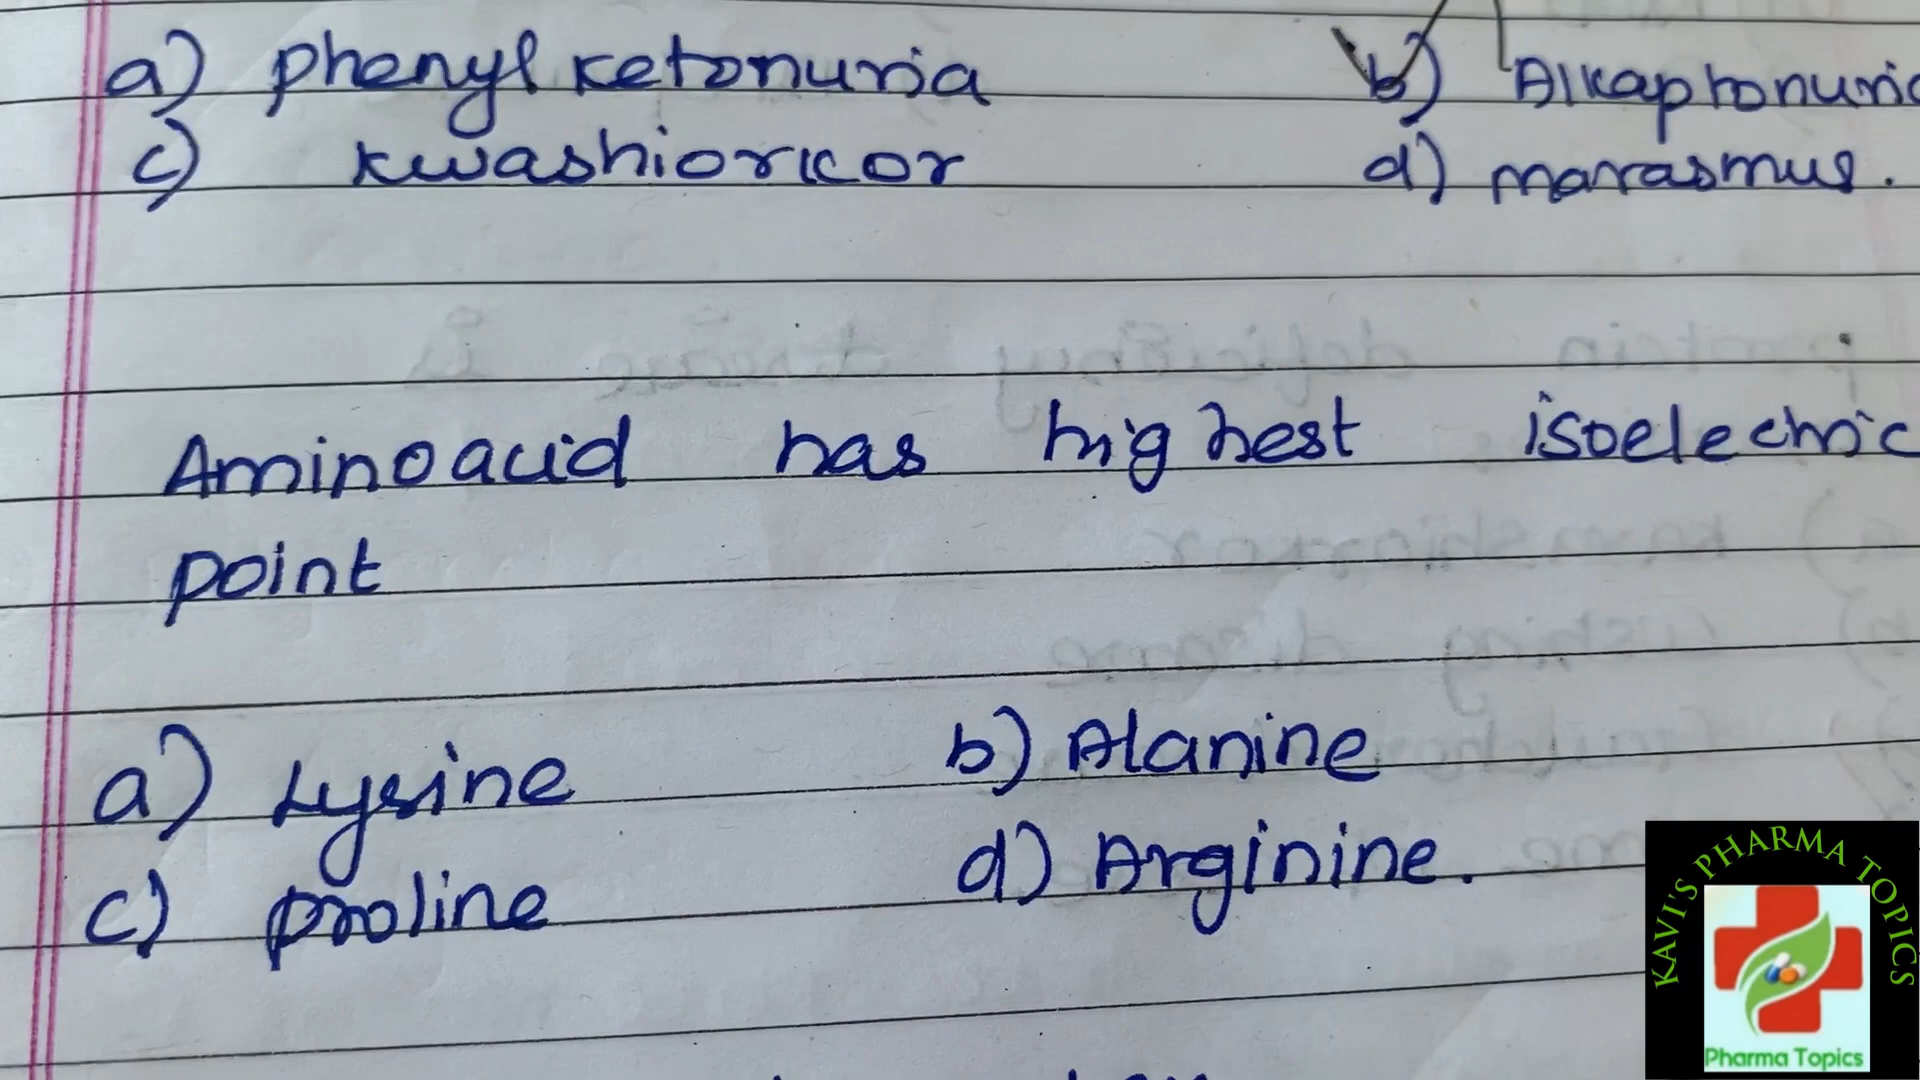 a) phenyl ketonuria b) Alkaptonuria
c) kwashiorkor d) marasmus.
Aminoacid has highest isoelectric
point
a) Lysine b) Alanine
c) proline d) Arginine.
KAVI'S PHARMA TOPICS
Pharma Topics